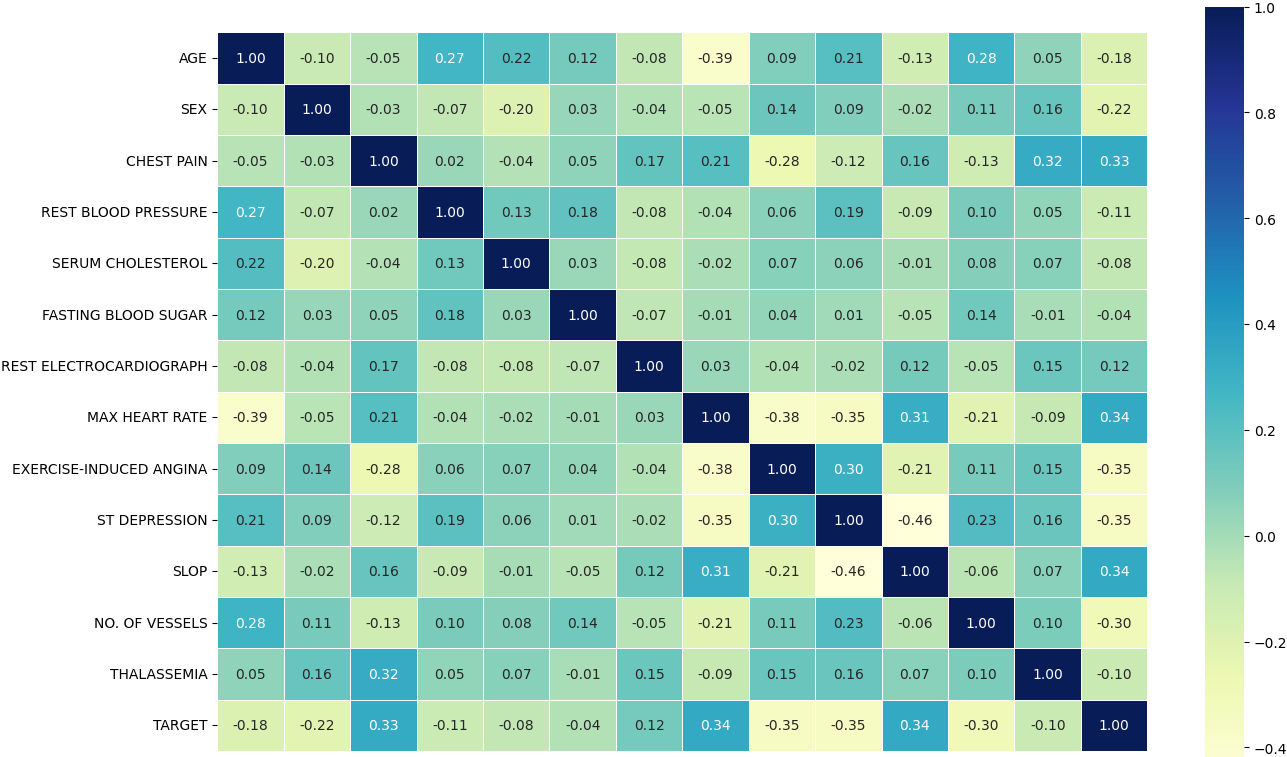 1.0
AGE 1.00 -0.10 -0.05 0.27 0.22 0.12 -0.08 -0.39 0.09 0.21 -0.13 0.28 0.05 -0.18
SEX -0.10 1.00 -0.03 -0.07 -0.20 0.03 -0.04 -0.05 0.14 0.09 -0.02 0.11 0.16 -0.22
0.8
CHEST PAIN -0.05 -0.03 1.00 0.02 -0.04 0.05 0.17 0.21 -0.28 -0.12 0.16 -0.13 0.32 0.33
REST BLOOD PRESSURE 0.27 -0.07 0.02 1.00 0.13 0.18 -0.08 -0.04 0.06 0.19 -0.09 0.10 0.05 -0.11
0.6
SERUM CHOLESTEROL 0.22 -0.20 -0.04 0.13 1.00 0.03 -0.08 -0.02 0.07 0.06 -0.01 0.08 0.07 -0.08
FASTING BLOOD SUGAR 0.12 0.03 0.05 0.18 0.03 1.00 -0.07 -0.01 0.04 0.01 -0.05 0.14 -0.01 -0.04
0.4
REST ELECTROCARDIOGRAPH -0.08 -0.04 0.17 -0.08 -0.08 -0.07 1.00 0.03 -0.04 -0.02 0.12 -0.05 0.15 0.12
MAX HEART RATE -0.39 -0.05 0.21 -0.04 -0.02 -0.01 0.03 1.00 -0.38 -0.35 0.31 -0.21 -0.09 0.34
0.2
EXERCISE-INDUCED ANGINA 0.09 0.14 -0.28 0.06 0.07 0.04 -0.04 -0.38 1.00 0.30 -0.21 0.11 0.15 -0.35
ST DEPRESSION 0.21 0.09 -0.12 0.19 0.06 0.01 -0.02 -0.35 0.30 1.00 -0.46 0.23 0.16 -0.35
0.0
SLOP -0.13 -0.02 0.16 -0.09 -0.01 -0.05 0.12 0.31 -0.21 -0.46 1.00 -0.06 0.07 0.34
NO. OF VESSELS 0.28 0.11 -0.13 0.10 0.08 0.14 -0.05 -0.21 0.11 0.23 -0.06 1.00 0.10 -0.30
−0.2
THALASSEMIA 0.05 0.16 0.32 0.05 0.07 -0.01 0.15 -0.09 0.15 0.16 0.07 0.10 1.00 -0.10
TARGET -0.18 -0.22 0.33 -0.11 -0.08 -0.04 0.12 0.34 -0.35 -0.35 0.34 -0.30 -0.10 1.00
−0.4